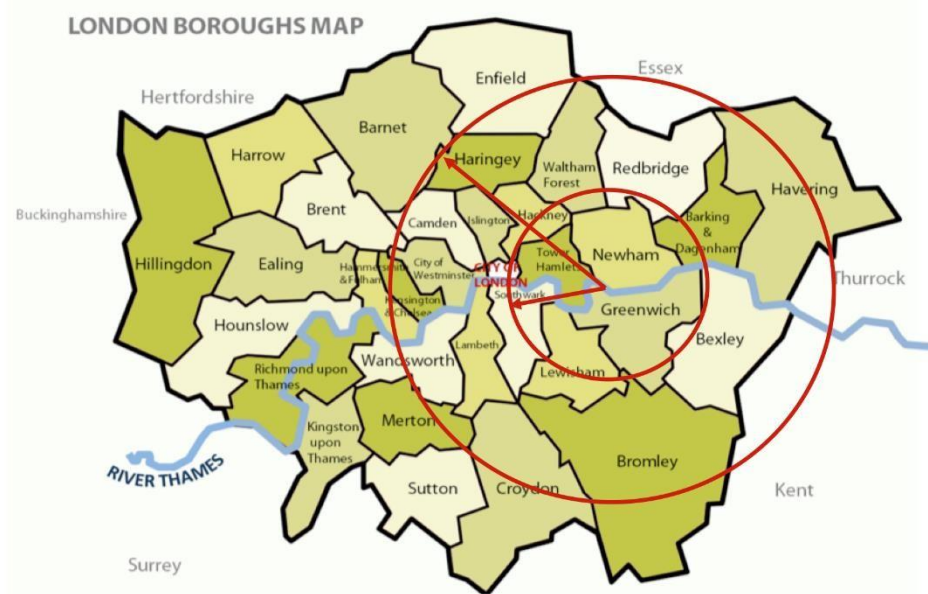 LONDON BOROUGHS MAP
Essex
Enfield
Hertfordshire
Barnet
Harrow
Haringey
Waltham
Forest
Redbridge
Havering
Buckinghamshire
Brent
Camden
Islington
Hackney
Barking
&
Dagenham
Hillingdon
Ealing
Hammersmith
& Fulham
City of
Westminster
CITY OF
LONDON
Tower
Hamlets
Newham
Thurrock
Kensington
& Chelsea
Southwark
Greenwich
Hounslow
Bexley
Richmond upon
Thames
Wandsworth
Lambeth
Lewisham
Merton
Kingston
upon
Thames
RIVER THAMES
Sutton
Croydon
Bromley
Kent
Surrey